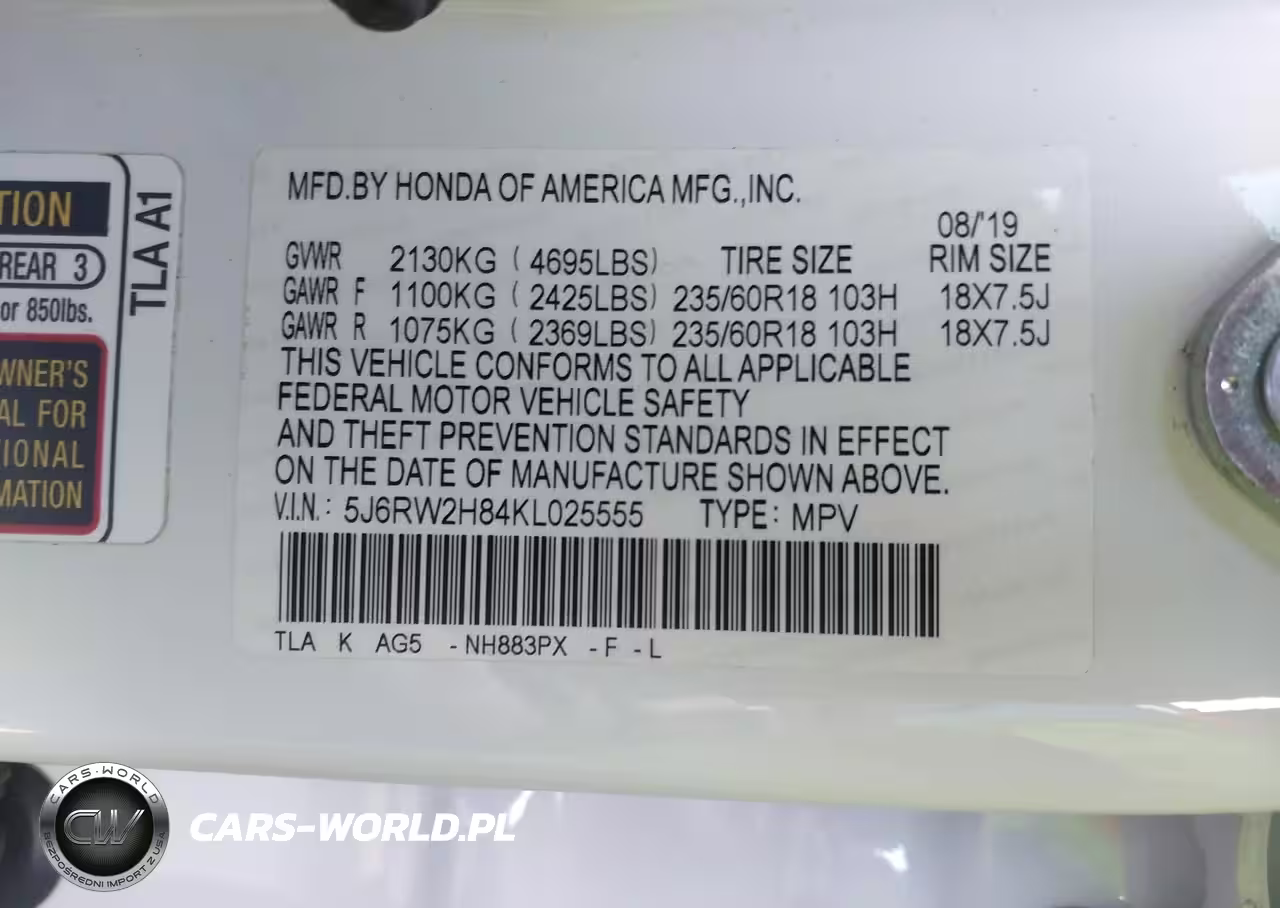 TION
REAR 3
or 850lbs.
WNER'S
AL FOR
IONAL
MATION
TLA A1
MFD.BY HONDA OF AMERICA MFG.,INC.
08/'19
GVWR 2130KG ( 4695LBS) TIRE SIZE RIM SIZE
GAWR F 1100KG ( 2425LBS) 235/60R18 103H 18X7.5J
GAWR R 1075KG ( 2369LBS) 235/60R18 103H 18X7.5J
THIS VEHICLE CONFORMS TO ALL APPLICABLE
FEDERAL MOTOR VEHICLE SAFETY
AND THEFT PREVENTION STANDARDS IN EFFECT
ON THE DATE OF MANUFACTURE SHOWN ABOVE.
V.I.N.: 5J6RW2H84KL025555 TYPE: MPV
TLA K AG5 -NH883PX -F -L
CARS-WORLD
CW
BEZPOŚREDNI IMPORT Z USA
CARS-WORLD.PL